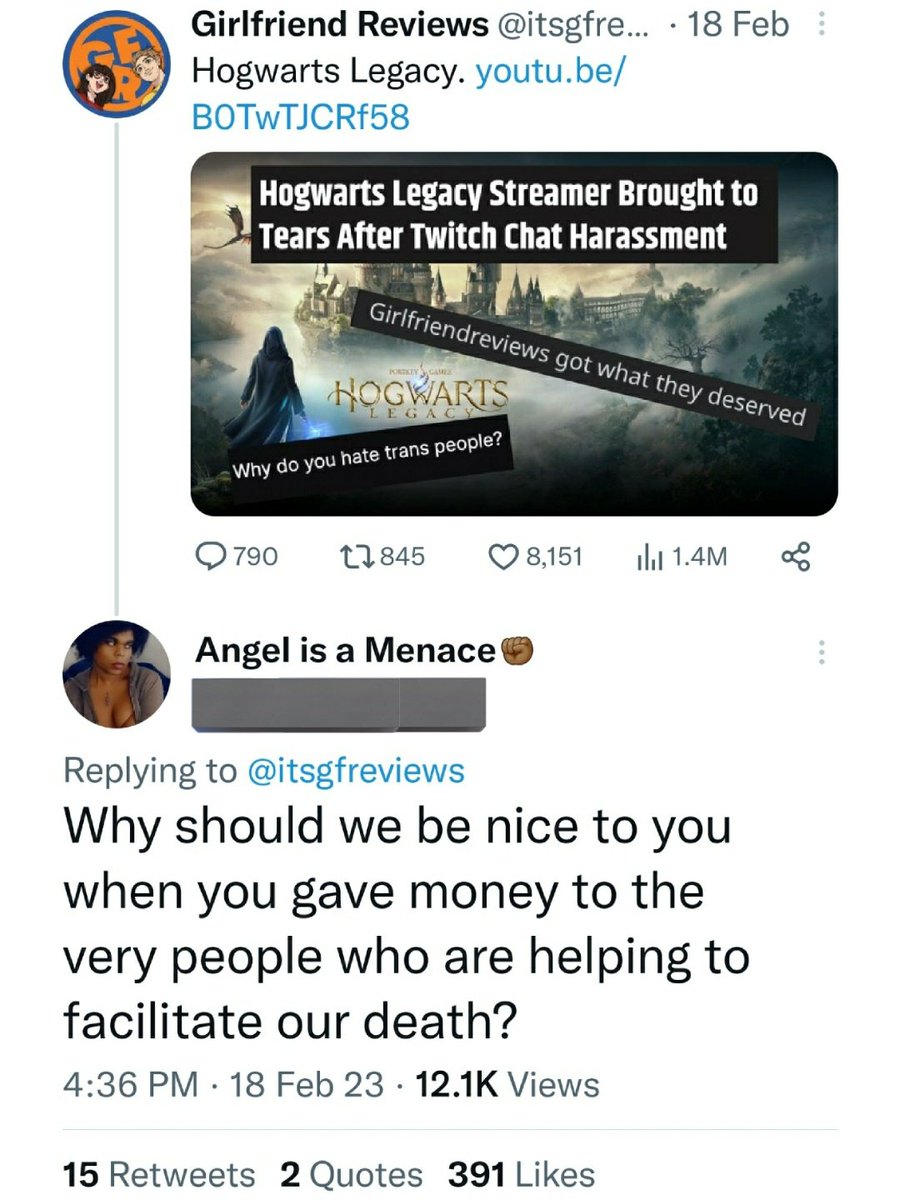 Girlfriend Reviews @itsgfre... · 18 Feb
Hogwarts Legacy. youtu.be/
B0TwTJCRf58
Hogwarts Legacy Streamer Brought to
Tears After Twitch Chat Harassment
Girlfriendreviews got what they deserved
PORTKEY GAMES
HOGWARTS
LEGACY
Why do you hate trans people?
790 845 8,151 1.4M
Angel is a Menace✊🏾
Replying to @itsgfreviews
Why should we be nice to you
when you gave money to the
very people who are helping to
facilitate our death?
4:36 PM · 18 Feb 23 · 12.1K Views
15 Retweets 2 Quotes 391 Likes
GF
R